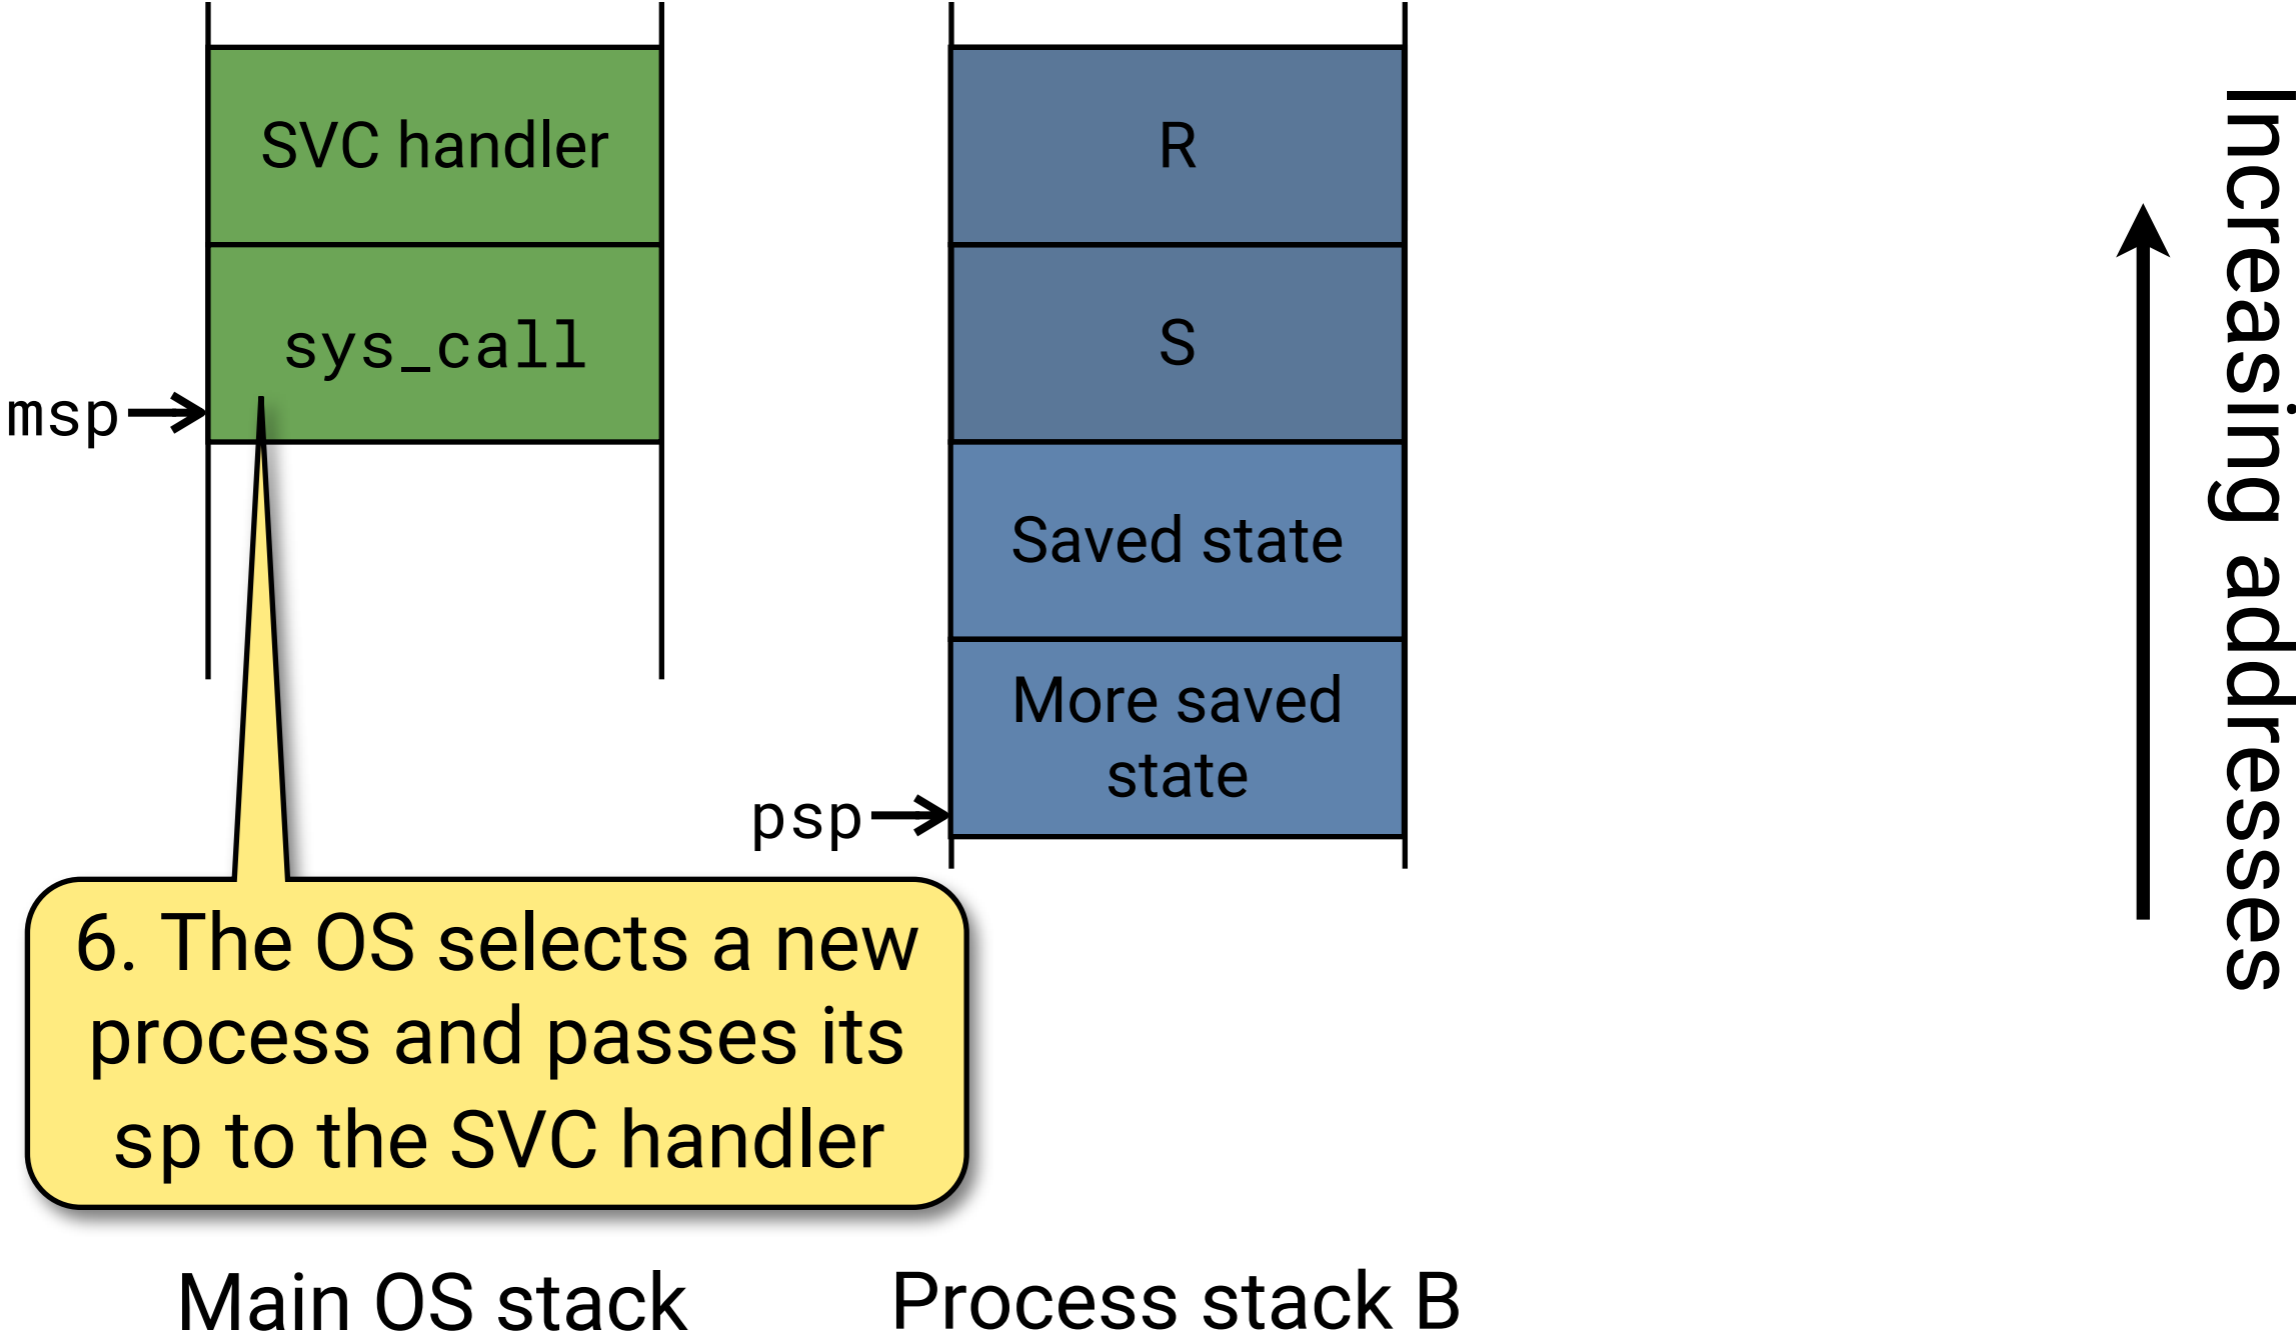 SVC handler
sys_call
msp
R
S
Saved state
More saved
state
psp
6. The OS selects a new
process and passes its
sp to the SVC handler
Main OS stack
Process stack B
Increasing addresses